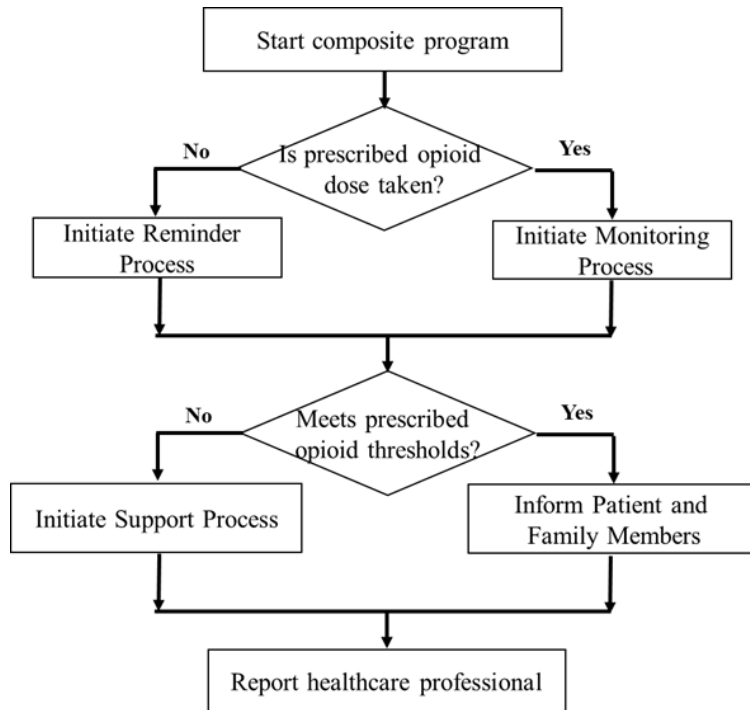 Start composite program
Is prescribed opioid
dose taken?
No
Yes
Initiate Reminder
Process
Initiate Monitoring
Process
Meets prescribed
opioid thresholds?
No
Yes
Initiate Support Process
Inform Patient and
Family Members
Report healthcare professional